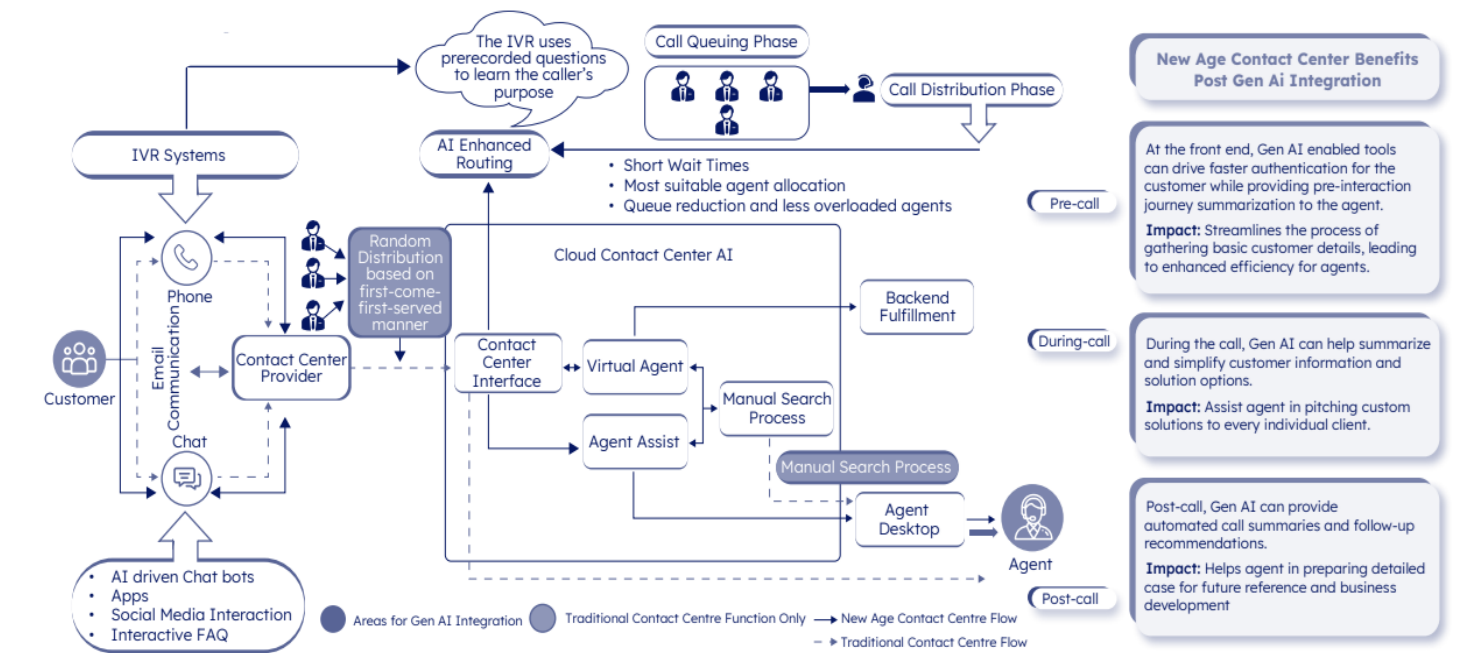 The IVR uses
prerecorded questions
to learn the caller's
purpose
Call Queuing Phase
Call Distribution Phase
New Age Contact Center Benefits
Post Gen Ai Integration
IVR Systems
AI Enhanced
Routing
• Short Wait Times
• Most suitable agent allocation
• Queue reduction and less overloaded agents
Pre-call
At the front end, Gen AI enabled tools
can drive faster authentication for the
customer while providing pre-interaction
journey summarization to the agent.
Impact: Streamlines the process of
gathering basic customer details, leading
to enhanced efficiency for agents.
Phone
Random
Distribution
based on
first-come-
first-served
manner
Cloud Contact Center AI
Backend
Fulfillment
Customer
Email
Communication
Contact Center
Provider
Contact
Center
Interface
Virtual Agent
Agent Assist
Manual Search
Process
During-call
During the call, Gen AI can help summarize
and simplify customer information and
solution options.
Impact: Assist agent in pitching custom
solutions to every individual client.
Chat
Manual Search Process
Agent
Desktop
Agent
Post-call
Post-call, Gen AI can provide
automated call summaries and follow-up
recommendations.
Impact: Helps agent in preparing detailed
case for future reference and business
development
• AI driven Chat bots
• Apps
• Social Media Interaction
• Interactive FAQ
Areas for Gen AI Integration
Traditional Contact Centre Function Only
New Age Contact Centre Flow
Traditional Contact Centre Flow